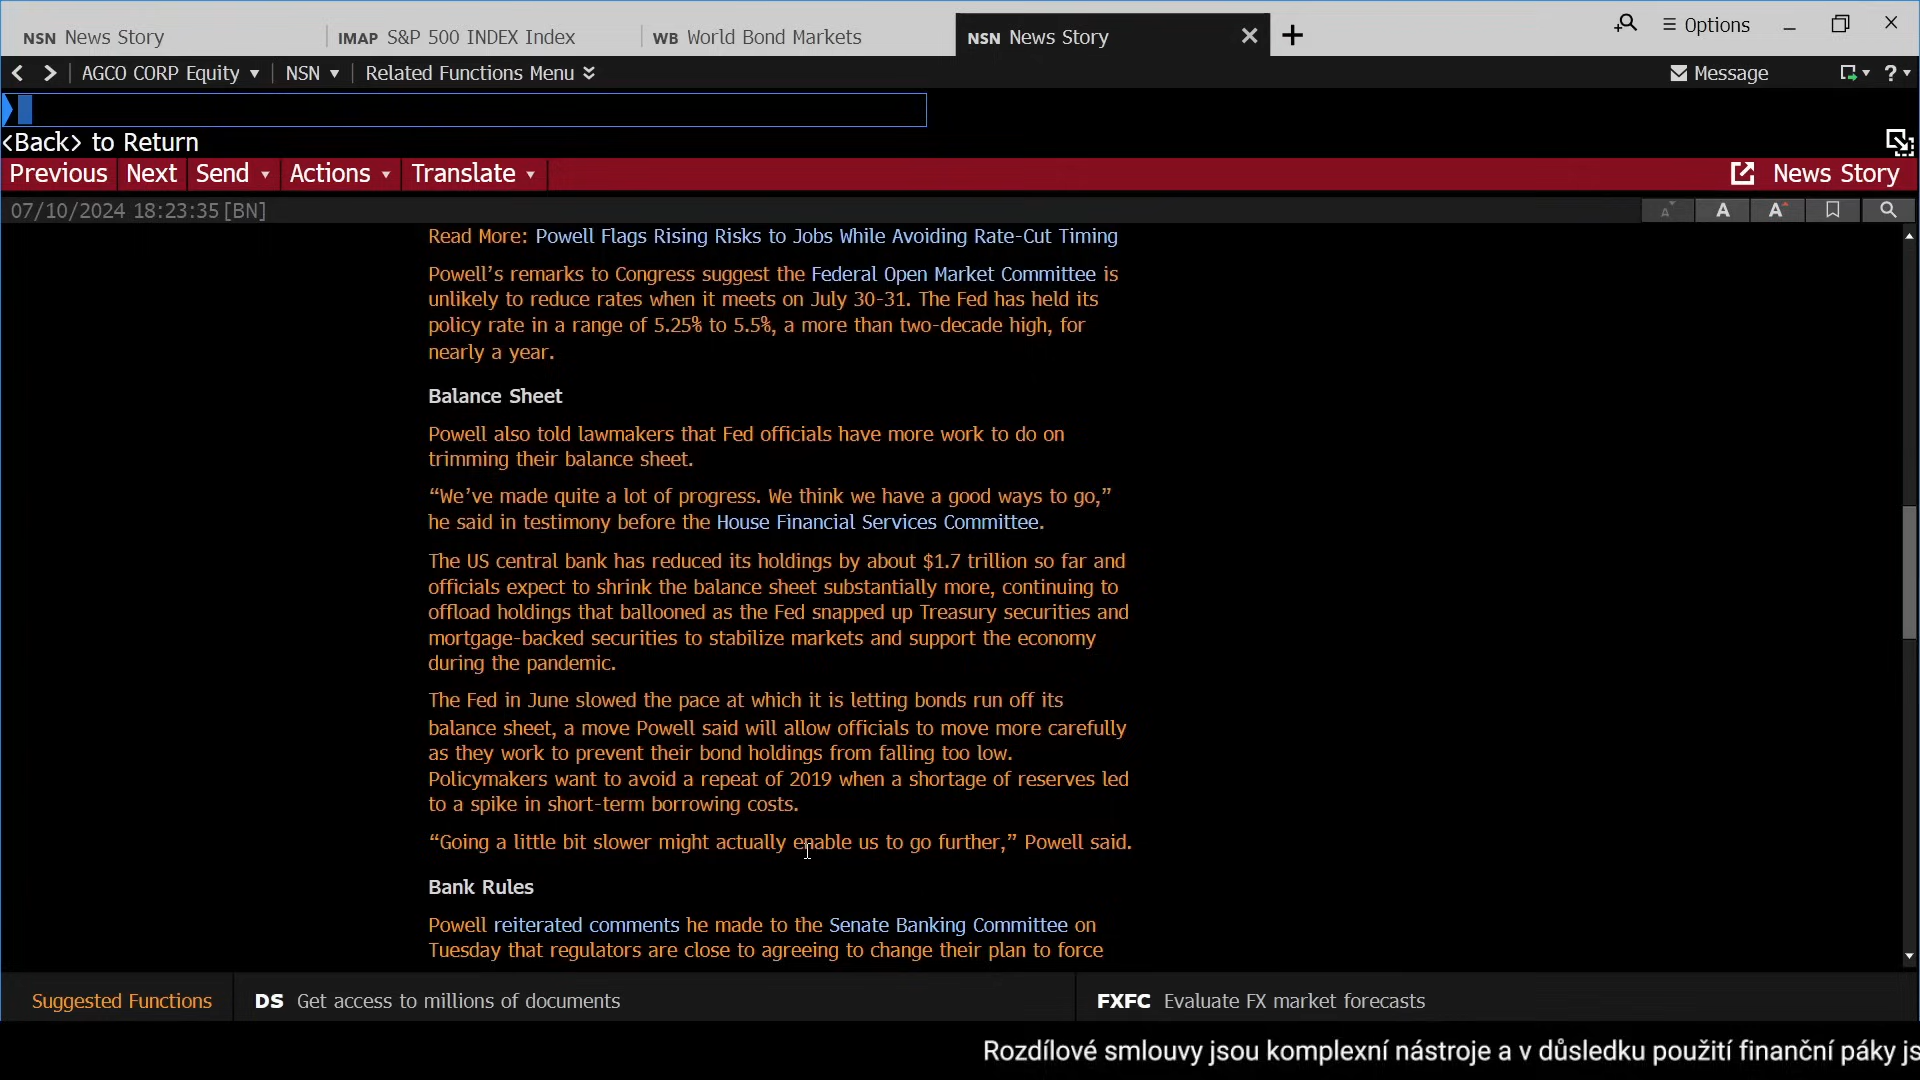 NSN News Story
IMAP S&P 500 INDEX Index
WB World Bond Markets
NSN News Story
Options
AGCO CORP Equity
NSN
Related Functions Menu
Message
?
<Back> to Return
Previous
Next
Send
Actions
Translate
News Story
07/10/2024 18:23:35[BN]
A
A
A
Read More: Powell Flags Rising Risks to Jobs While Avoiding Rate-Cut Timing
Powell’s remarks to Congress suggest the Federal Open Market Committee is
unlikely to reduce rates when it meets on July 30-31. The Fed has held its
policy rate in a range of 5.25% to 5.5%, a more than two-decade high, for
nearly a year.
Balance Sheet
Powell also told lawmakers that Fed officials have more work to do on
trimming their balance sheet.
“We’ve made quite a lot of progress. We think we have a good ways to go,”
he said in testimony before the House Financial Services Committee.
The US central bank has reduced its holdings by about $1.7 trillion so far and
officials expect to shrink the balance sheet substantially more, continuing to
offload holdings that ballooned as the Fed snapped up Treasury securities and
mortgage-backed securities to stabilize markets and support the economy
during the pandemic.
The Fed in June slowed the pace at which it is letting bonds run off its
balance sheet, a move Powell said will allow officials to move more carefully
as they work to prevent their bond holdings from falling too low.
Policymakers want to avoid a repeat of 2019 when a shortage of reserves led
to a spike in short-term borrowing costs.
“Going a little bit slower might actually enable us to go further,” Powell said.
Bank Rules
Powell reiterated comments he made to the Senate Banking Committee on
Tuesday that regulators are close to agreeing to change their plan to force
Suggested Functions
DS Get access to millions of documents
FXFC Evaluate FX market forecasts
Rozdílové smlouvy jsou komplexní nástroje a v důsledku použití finanční páky js